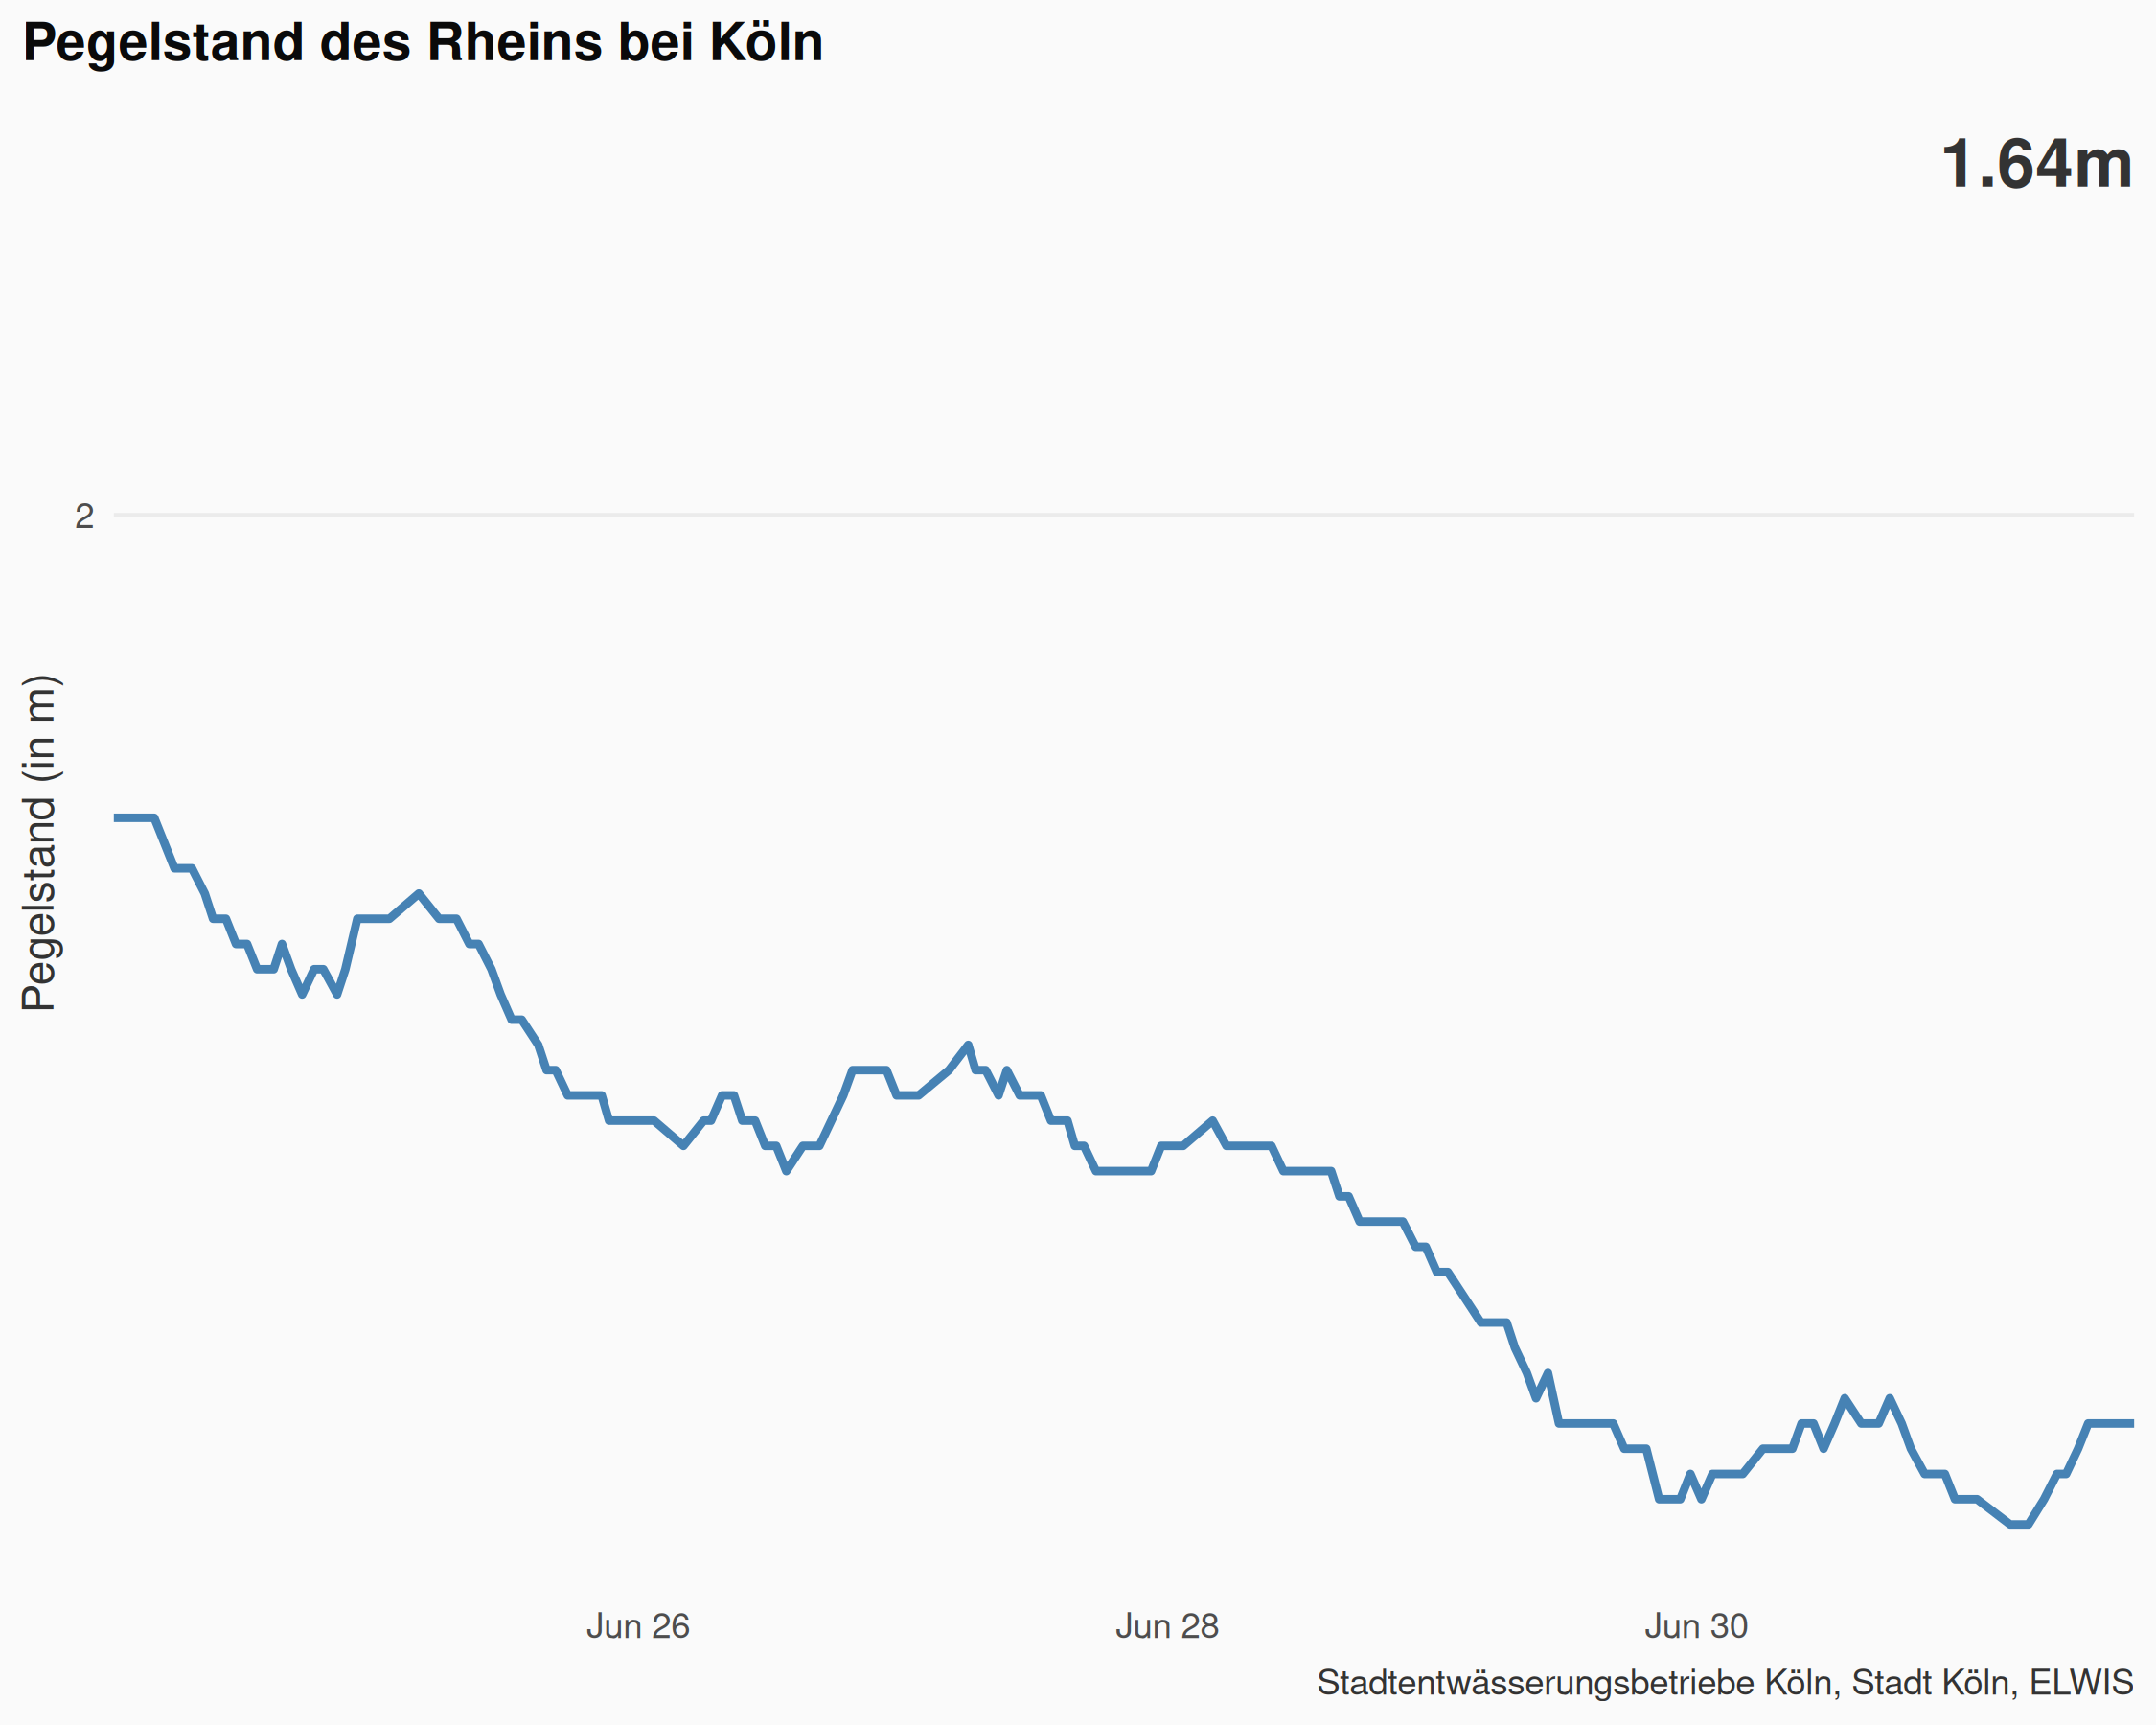 Pegelstand des Rheins bei Köln
1.64m
2
Pegelstand (in m)
Jun 26
Jun 28
Jun 30
Stadtentwässerungsbetriebe Köln, Stadt Köln, ELWIS